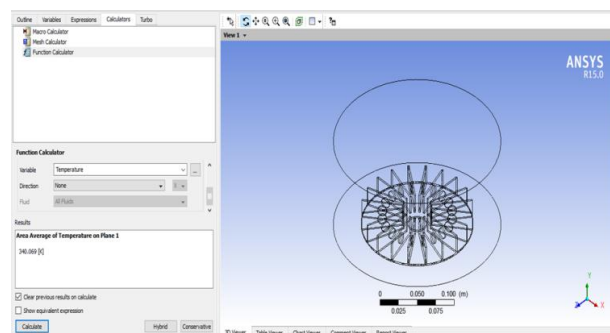 Outline Variables Expressions Calculators Turbo
Macro Calculator
Mesh Calculator
Function Calculator
Function Calculator
Variable Temperature ...
Direction None
Fluid All Fluids
Results
Area Average of Temperature on Plane 1
340.069 [K]
Clear previous results on calculate
Show equivalent expression
Calculate Hybrid Conservative
View 1
ANSYS
R15.0
0 0.050 0.100 (m)
0.025 0.075
Y
Z X
3D Viewer Table Viewer Chart Viewer Comment Viewer Report Viewer